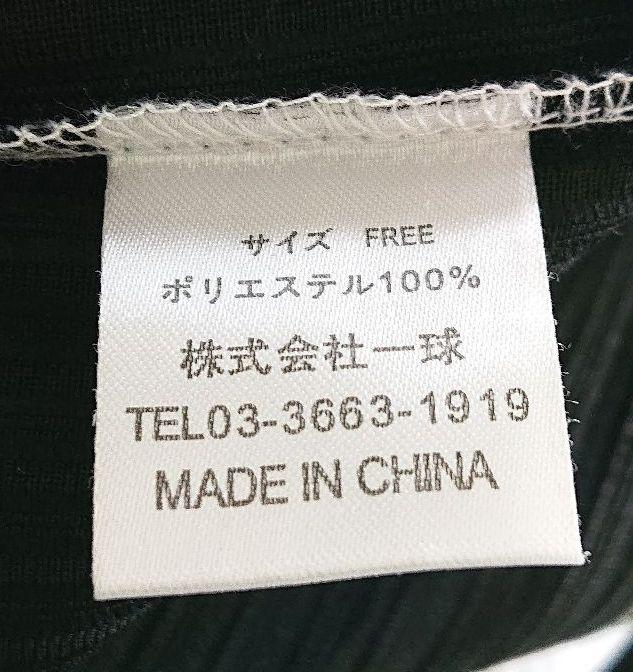 サイズ　FREE
ポリエステル100%
株式会社一球
TEL03-3663-1919
MADE IN CHINA